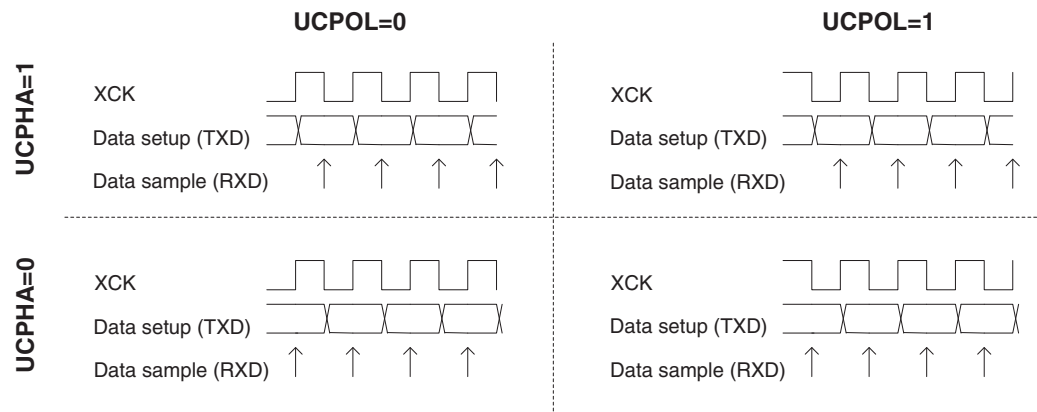 UCPOL=0
UCPOL=1
UCPHA=1
XCK
Data setup (TXD)
Data sample (RXD)
XCK
Data setup (TXD)
Data sample (RXD)
UCPHA=0
XCK
Data setup (TXD)
Data sample (RXD)
XCK
Data setup (TXD)
Data sample (RXD)